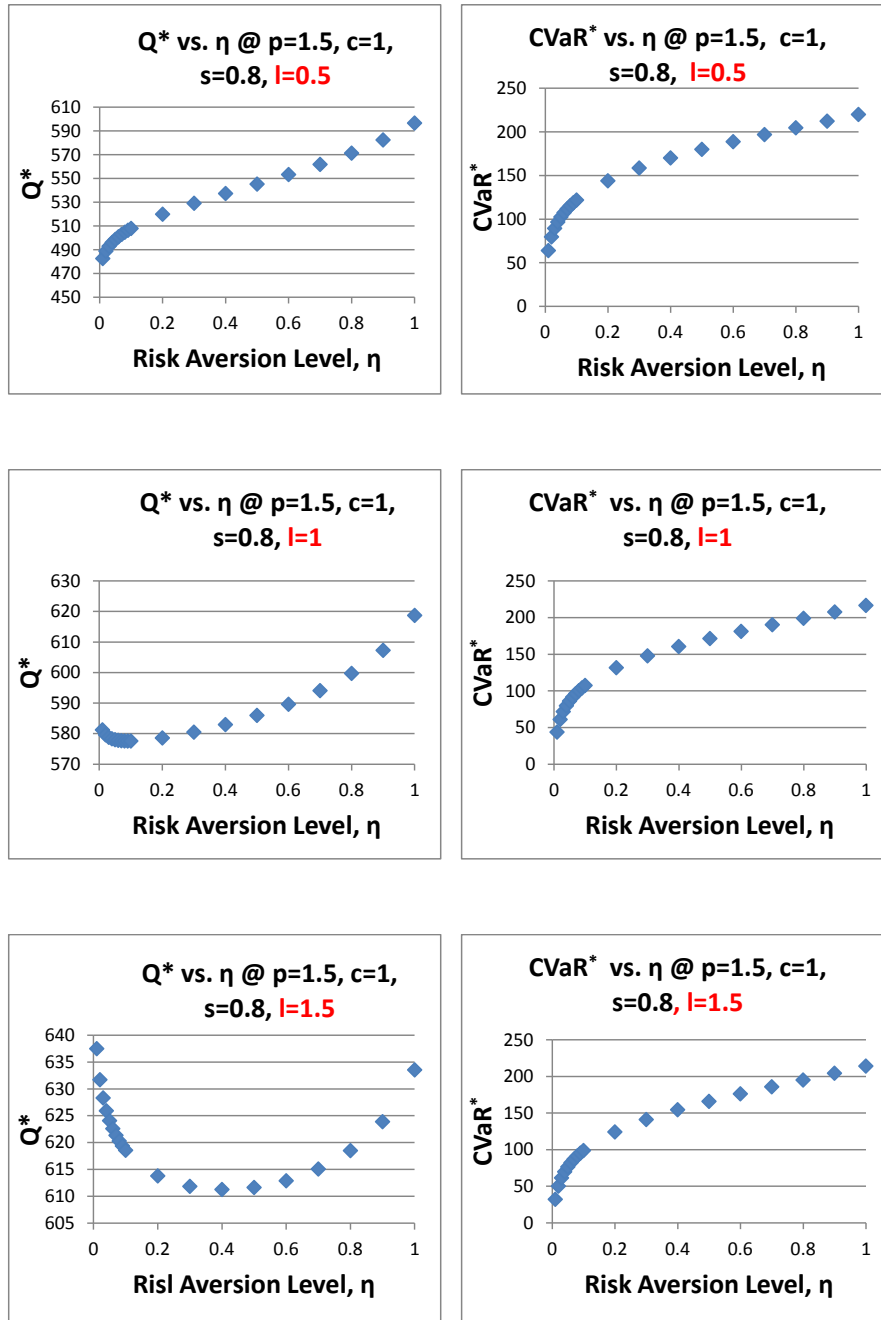 Q* vs. η @ p=1.5, c=1,
s=0.8, l=0.5
610
590
570
550
530
510
490
470
450
Q*
0 0.2 0.4 0.6 0.8 1
Risk Aversion Level, η
CVaR* vs. η @ p=1.5, c=1,
s=0.8, l=0.5
250
200
150
100
50
0
CVaR*
0 0.2 0.4 0.6 0.8 1
Risk Aversion Level, η
Q* vs. η @ p=1.5, c=1,
s=0.8, l=1
630
620
610
600
590
580
570
Q*
0 0.2 0.4 0.6 0.8 1
Risk Aversion Level, η
CVaR* vs. η @ p=1.5, c=1,
s=0.8, l=1
250
200
150
100
50
0
CVaR*
0 0.2 0.4 0.6 0.8 1
Risk Aversion Level, η
Q* vs. η @ p=1.5, c=1,
s=0.8, l=1.5
640
635
630
625
620
615
610
605
Q*
0 0.2 0.4 0.6 0.8 1
Risl Aversion Level, η
CVaR* vs. η @ p=1.5, c=1,
s=0.8, l=1.5
250
200
150
100
50
0
CVaR*
0 0.2 0.4 0.6 0.8 1
Risk Aversion Level, η